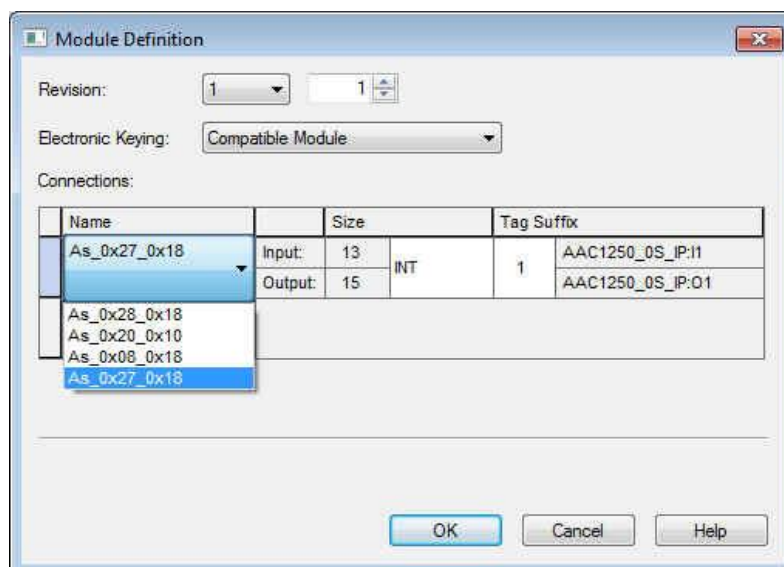 Module Definition
Revision: 1 1
Electronic Keying: Compatible Module
Connections:
Name Size Tag Suffix
As_0x27_0x18 Input: 13 INT 1 AAC1250_0S_IP:I1
Output: 15 AAC1250_0S_IP:O1
As_0x28_0x18
As_0x20_0x10
As_0x08_0x18
As_0x27_0x18
OK Cancel Help